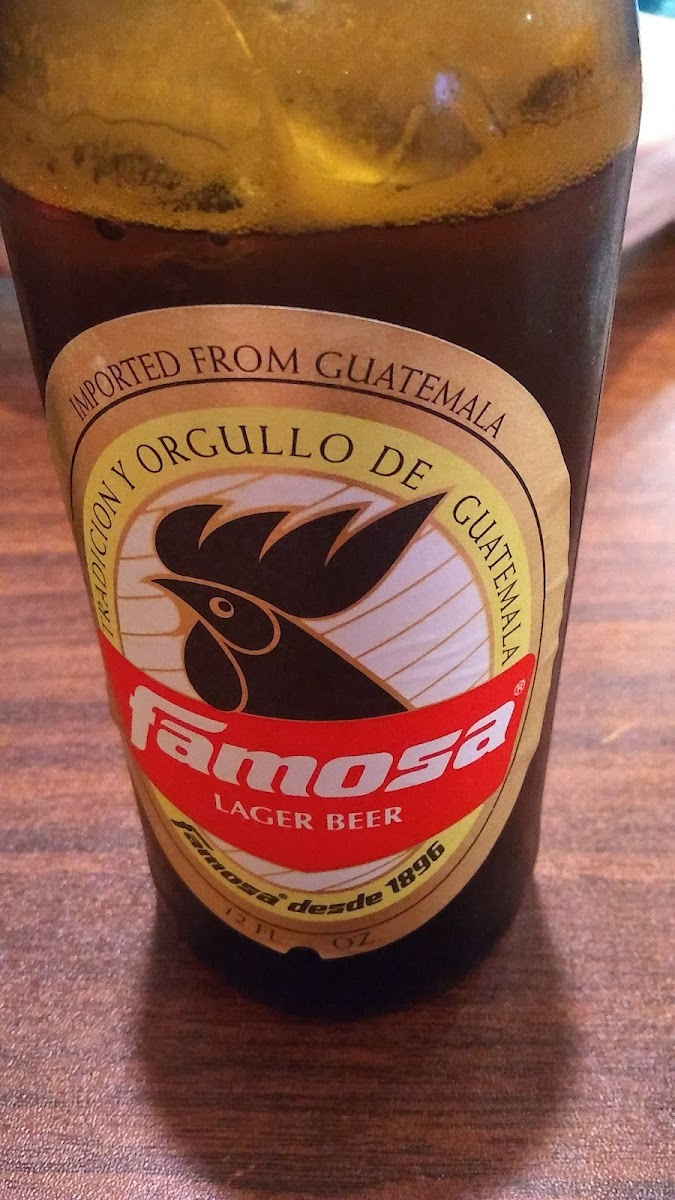 IMPORTED FROM GUATEMALA
TRADICION Y ORGULLO DE GUATEMALA
famosa®
LAGER BEER
famosa® desde 1896
12 FL. OZ.